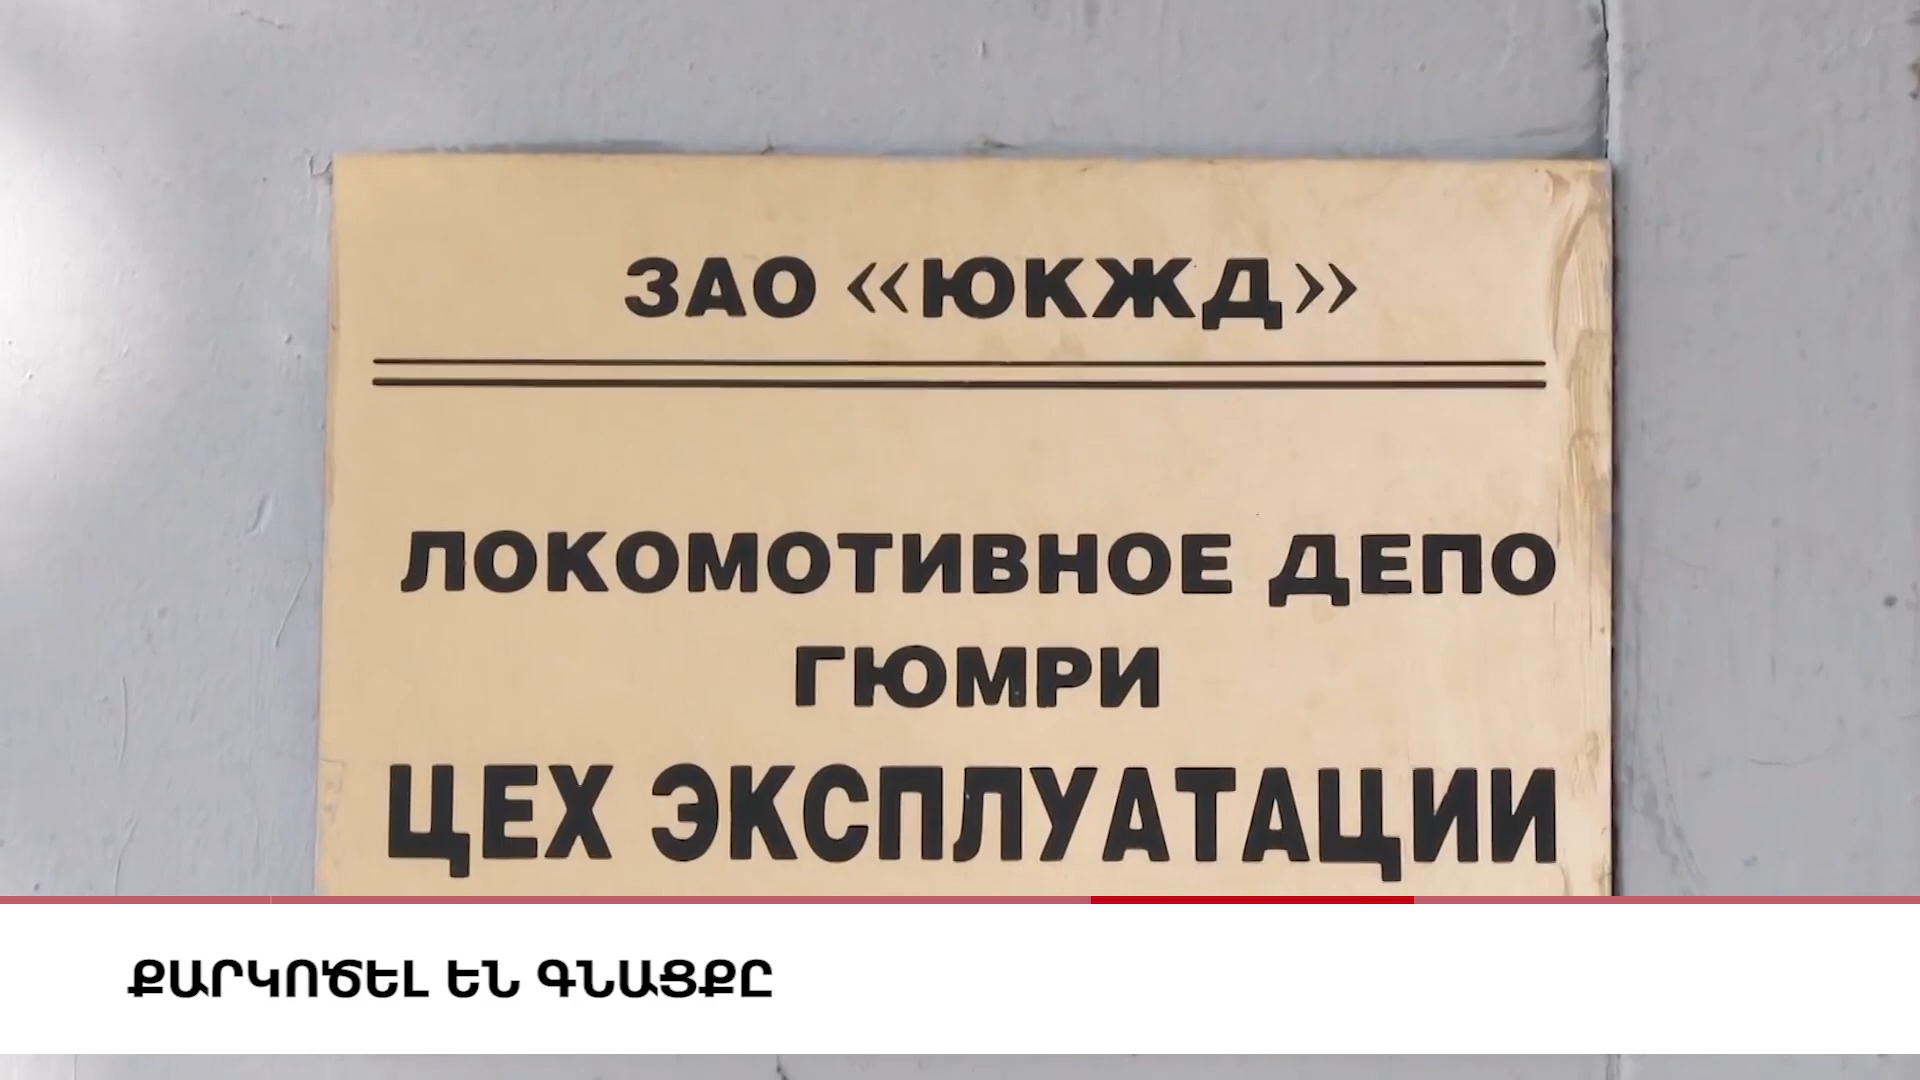 ЗАО «ЮКЖД»
ЛОКОМОТИВНОЕ ДЕПО
ГЮМРИ
ЦЕХ ЭКСПЛУАТАЦИИ
ՔԱՐԿՈԾԵԼ ԵՆ ԳՆԱՑՔԸ